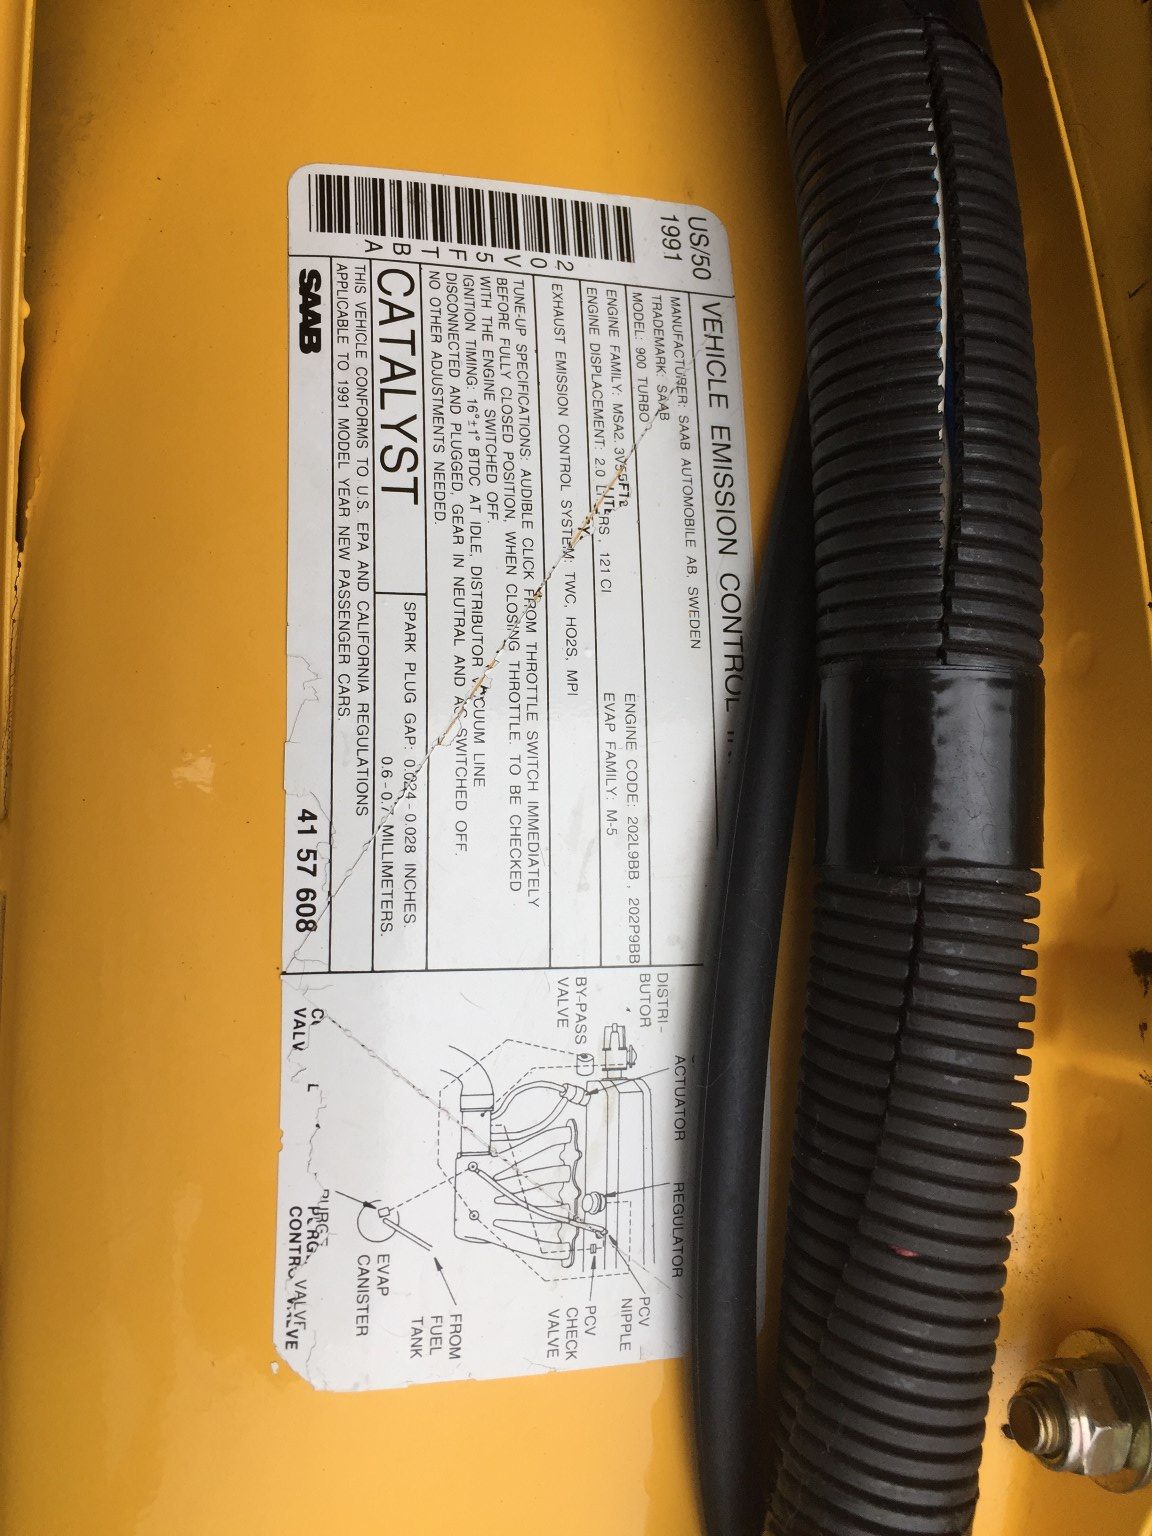 US/50
1991
VEHICLE EMISSION CONTROL
MANUFACTURER: SAAB AUTOMOBILE AB, SWEDEN
TRADEMARK: SAAB
MODEL: 900 TURBO
ENGINE CODE: 202L9BB, 202P9BB
ENGINE FAMILY:
EVAP FAMILY: M-5
ENGINE DISPLACEMENT: 2.0 , 121 CI
EXHAUST EMISSION CONTROL SYSTEM: TWC, HO2S, MPI
TUNE-UP SPECIFICATIONS: AUDIBLE CLICK FROM THROTTLE SWITCH IMMEDIATELY
BEFORE FULLY CLOSED POSITION, WHEN CLOSING THROTTLE. TO BE CHECKED
WITH THE ENGINE SWITCHED OFF.
IGNITION TIMING: 16°±1° BTDC AT IDLE, DISTRIBUTOR VACUUM LINE
DISCONNECTED AND PLUGGED, GEAR IN NEUTRAL AND AC SWITCHED OFF.
NO OTHER ADJUSTMENTS NEEDED.
CATALYST
SPARK PLUG GAP: 0.024-0.028 INCHES.
0.6-0.7 MILLIMETERS.
THIS VEHICLE CONFORMS TO U.S. EPA AND CALIFORNIA REGULATIONS
APPLICABLE TO 1991 MODEL YEAR NEW PASSENGER CARS.
SAAB
41 57 608
2
0
V
5
F
T
B
A
DISTRI-
BUTOR
ACTUATOR
REGULATOR
BY-PASS
VALVE
PCV
NIPPLE
PCV
CHECK
VALVE
FROM
FUEL
TANK
EVAP
CANISTER
PURGE
VALVE